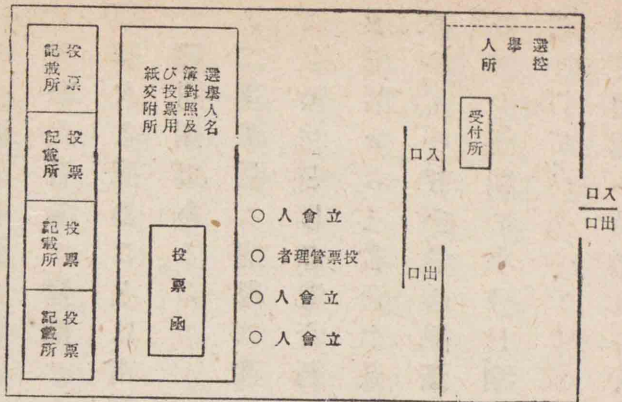 入口
出口
選擧人
控所
受付所
入口
出口
選擧人名
簿對照及
び投票用
紙交附所
立會人 ○
投票管理者 ○
立會人 ○
立會人 ○
投票函
投票
記載所
投票
記載所
投票
記載所
投票
記載所